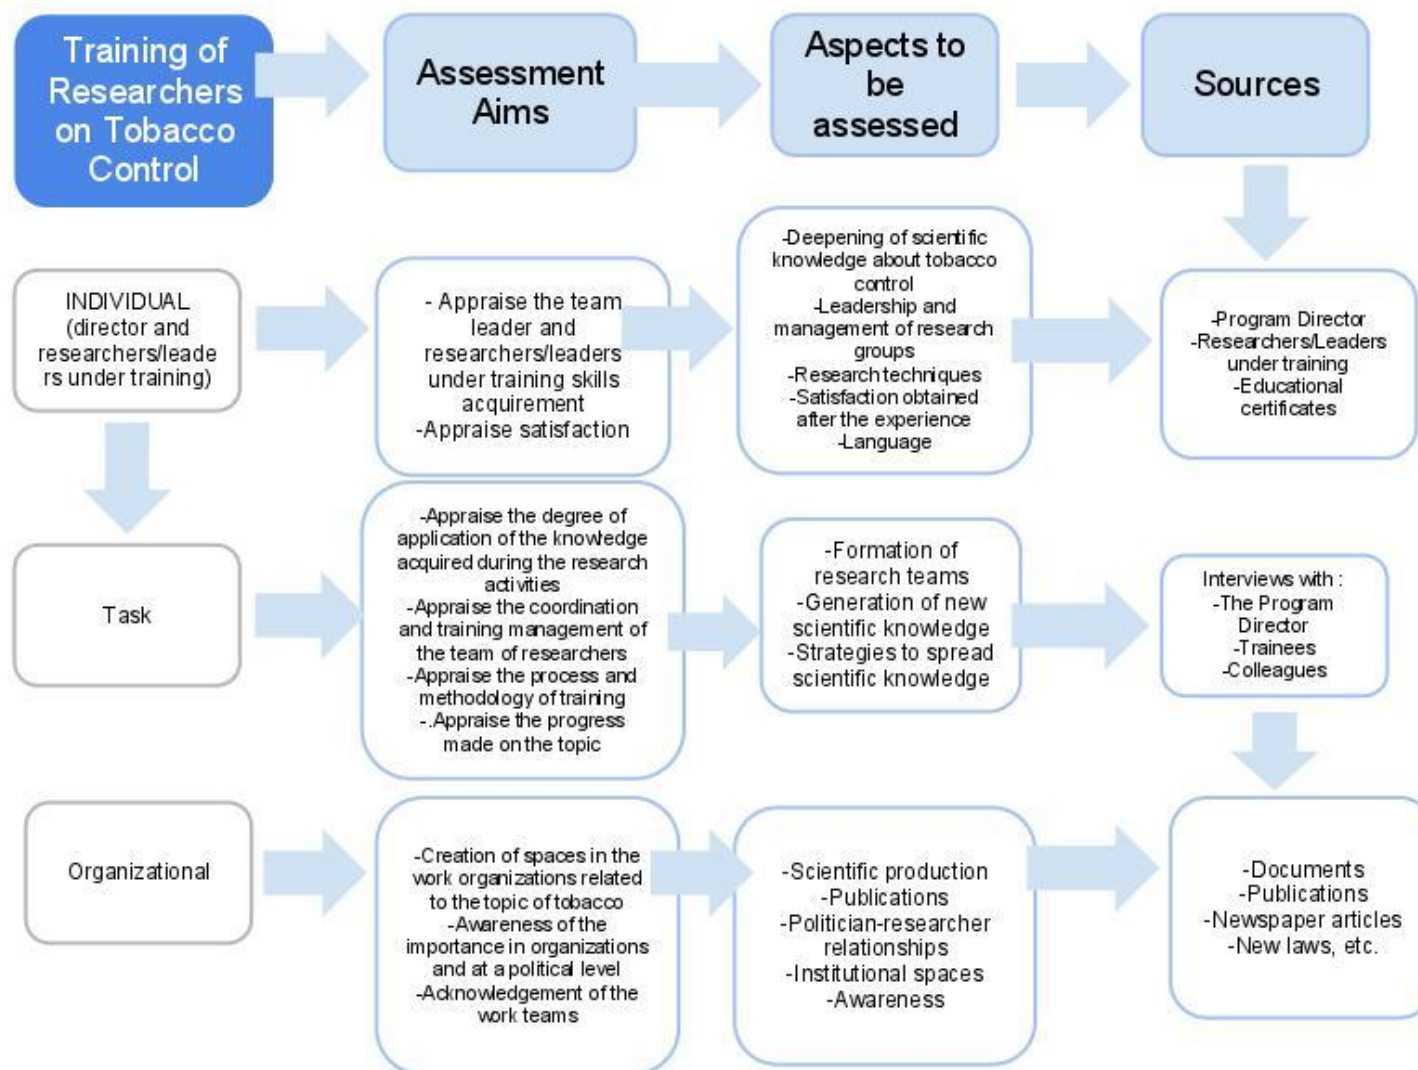 Training of
Researchers
on Tobacco
Control
Assessment
Aims
Aspects to
be
assessed
Sources
INDIVIDUAL
(director and
researchers/leade
rs under training)
- Appraise the team
leader and
researchers/leaders
under training skills
acquirement
-Appraise satisfaction
-Deepening of scientific
knowledge about tobacco
control
-Leadership and
management of research
groups
-Research techniques
-Satisfaction obtained
after the experience
-Language
-Program Director
-Researchers/Leaders
under training
-Educational
certificates
Task
-Appraise the degree of
application of the knowledge
acquired during the research
activities
-Appraise the coordination
and training management of
the team of researchers
-Appraise the process and
methodology of training
-.Appraise the progress
made on the topic
-Formation of
research teams
-Generation of new
scientific knowledge
-Strategies to spread
scientific knowledge
Interviews with :
-The Program
Director
-Trainees
-Colleagues
Organizational
-Creation of spaces in the
work organizations related
to the topic of tobacco
-Awareness of the
importance in organizations
and at a political level
-Acknowledgement of the
work teams
-Scientific production
-Publications
-Politician-researcher
relationships
-Institutional spaces
-Awareness
-Documents
-Publications
-Newspaper articles
-New laws, etc.